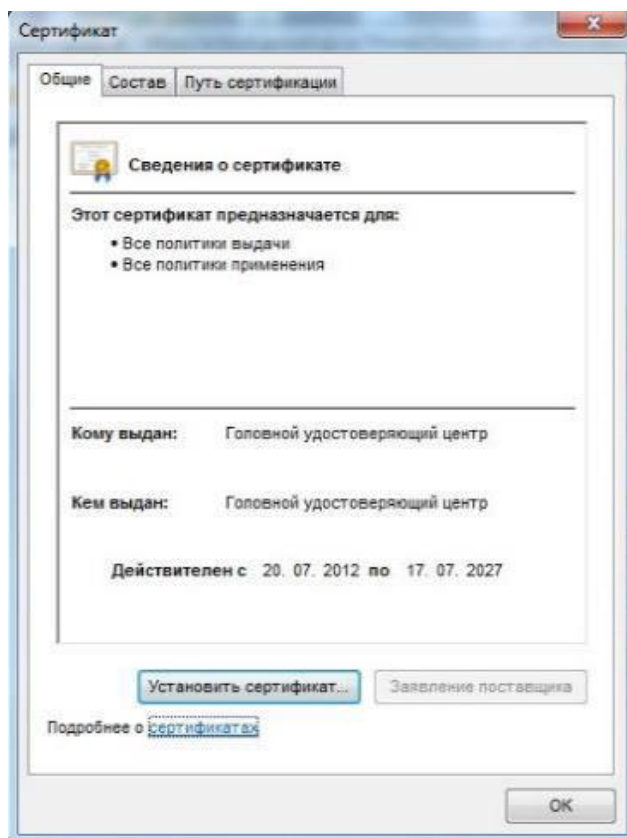 Сертификат
Общие Состав Путь сертификации
Сведения о сертификате
Этот сертификат предназначается для:
• Все политики выдачи
• Все политики применения
Кому выдан: Головной удостоверяющий центр
Кем выдан: Головной удостоверяющий центр
Действителен с 20. 07. 2012 по 17. 07. 2027
Установить сертификат... Заявление поставщика
Подробнее о сертификатах
OK